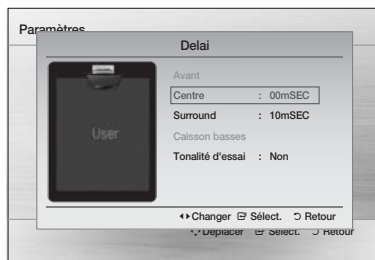 Paramètres
Delai
Avant
Centre : 00mSEC
Surround : 10mSEC
User
Caisson basses
Tonalité d'essai : Non
Changer Sélect. Retour
Déplacer Sélect. Retour